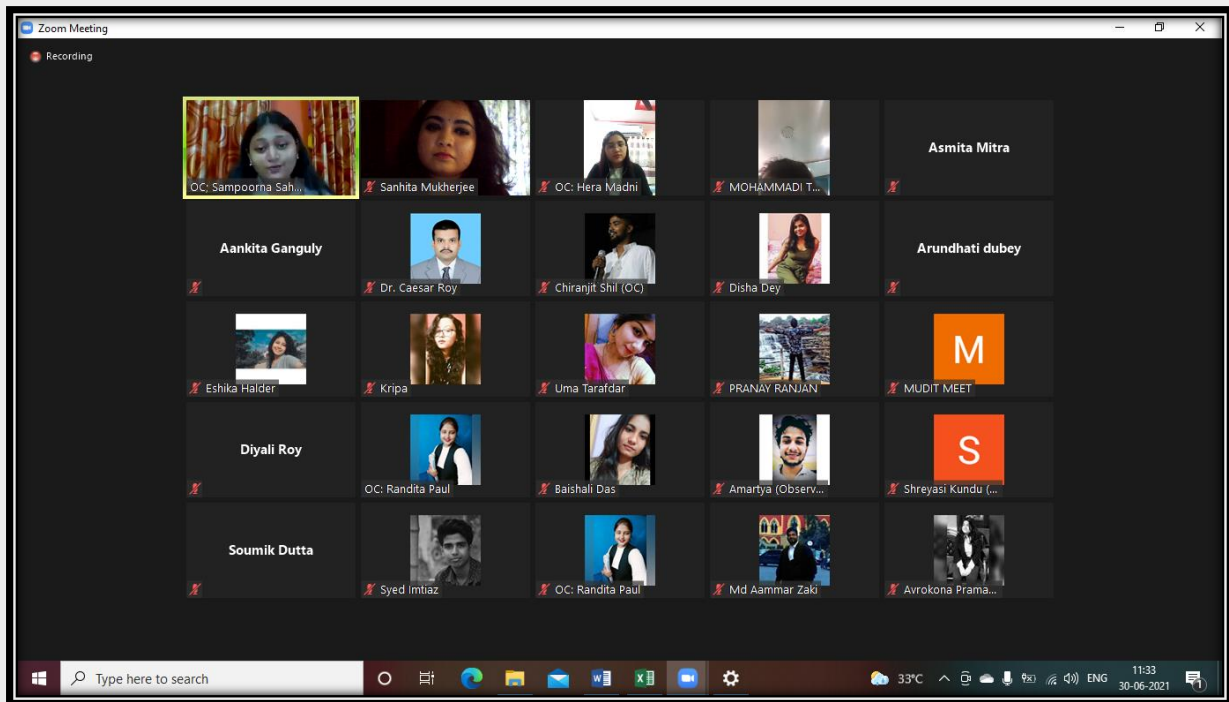 Zoom Meeting
Recording
OC; Sampoorna Sah...
Sanhita Mukherjee
OC: Hera Madni
MOHAMMADI T...
Asmita Mitra
Aankita Ganguly
Dr. Caesar Roy
Chiranjit Shil (OC)
Disha Dey
Arundhati dubey
Eshika Halder
Kripa
Uma Tarafdar
PRANAY RANJAN
M
MUDIT MEET
Diyali Roy
OC: Randita Paul
Baishali Das
Amartya (Observ...
S
Shreyasi Kundu (...
Soumik Dutta
Syed Imtiaz
OC: Randita Paul
Md Aammar Zaki
Avrokona Prama...
Type here to search
33°C
ENG
11:33
30-06-2021
1